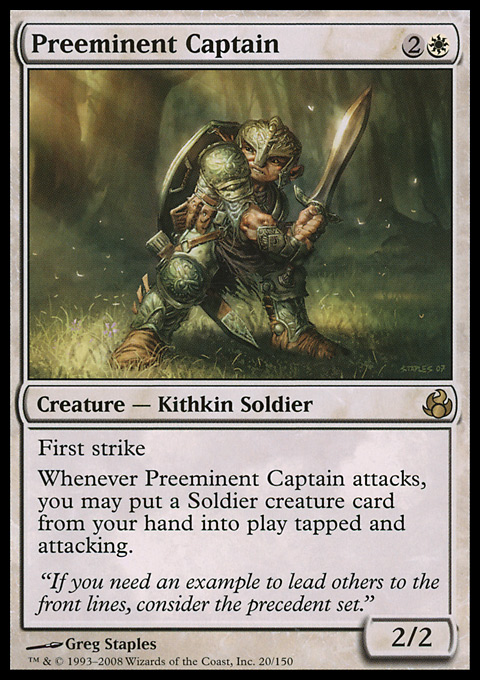 Preeminent Captain 2
STAPLES 07
Creature — Kithkin Soldier
First strike
Whenever Preeminent Captain attacks,
you may put a Soldier creature card
from your hand into play tapped and
attacking.
“If you need an example to lead others to the
front lines, consider the precedent set.”
Greg Staples
2/2
™ & © 1993–2008 Wizards of the Coast, Inc. 20/150